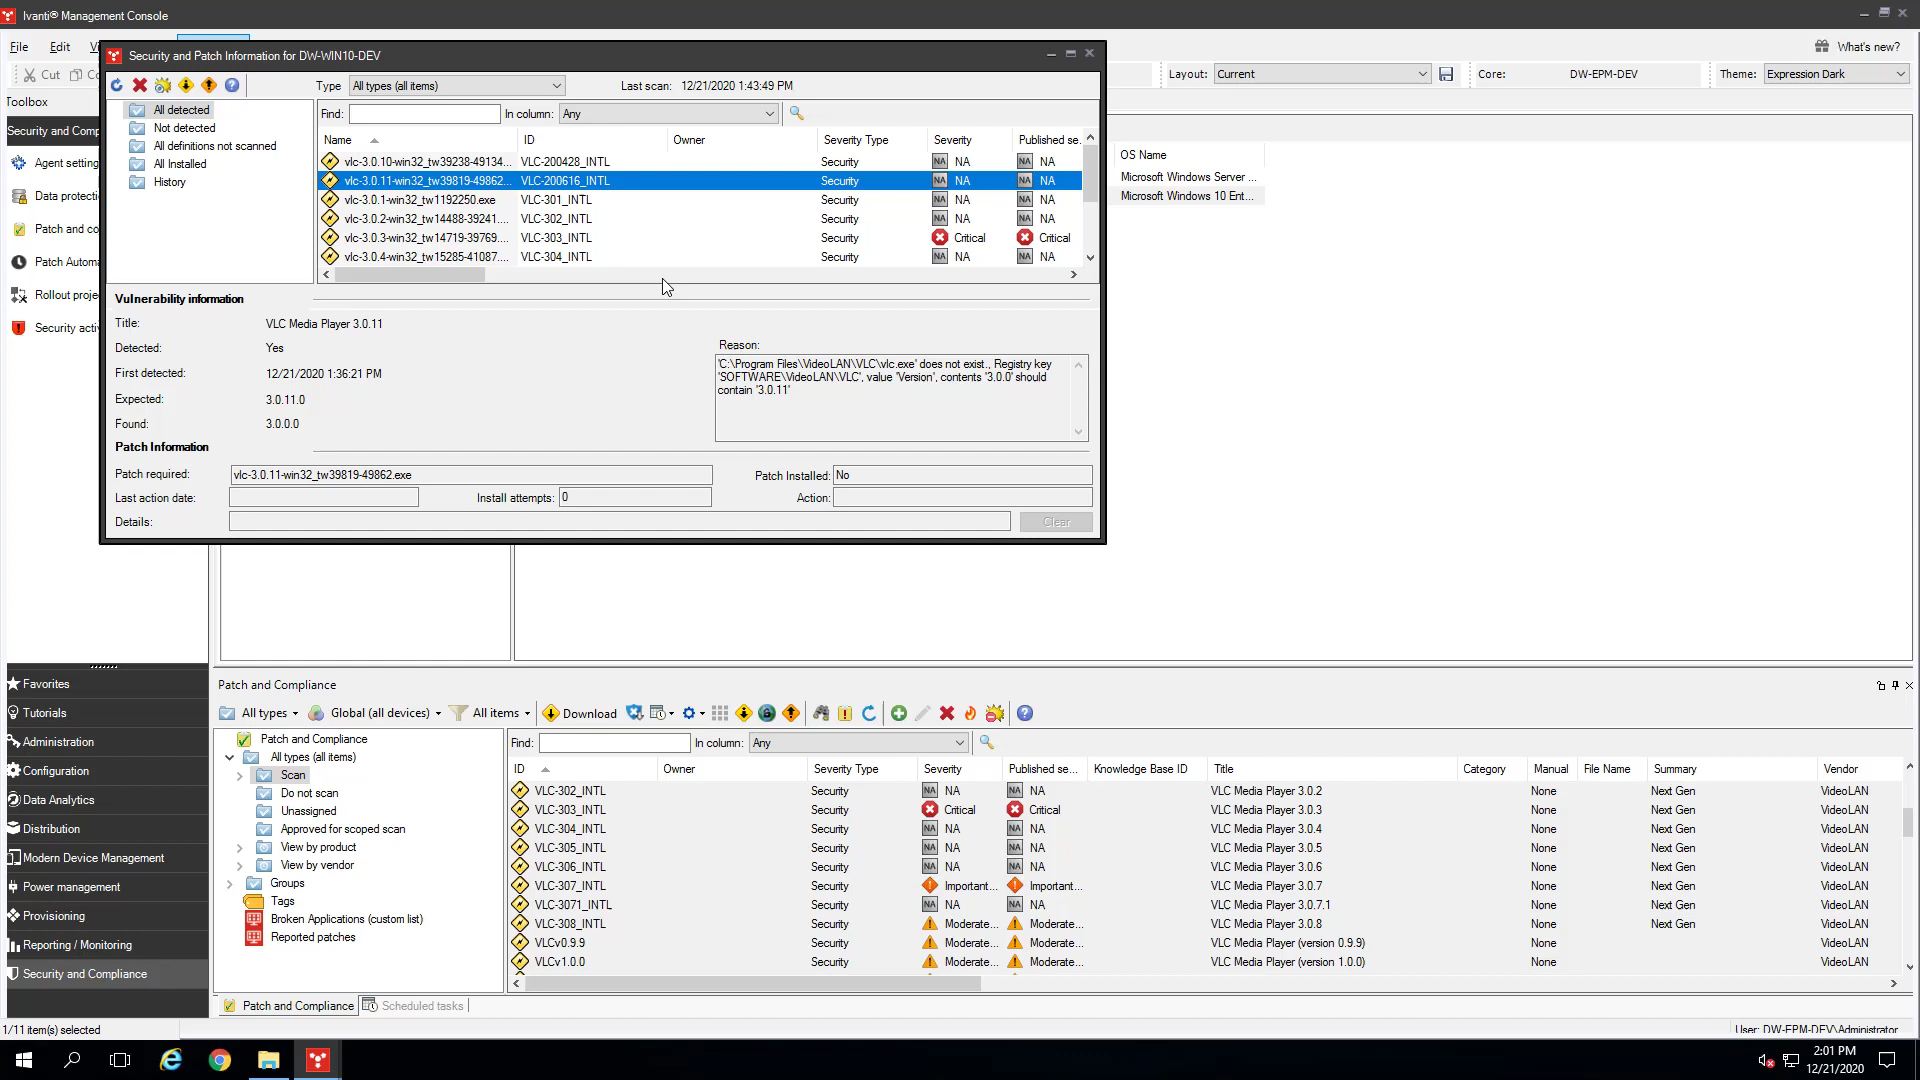 Ivanti® Management Console
File Edit
What's new?
Cut
Layout: Current
Core: DW-EPM-DEV
Theme: Expression Dark
Toolbox
Security and Comp
Agent setting
Data protecti
Patch and co
Patch Automa
Rollout proje
Security activ
Security and Patch Information for DW-WIN10-DEV
Type All types (all items) Last scan: 12/21/2020 1:43:49 PM
All detected
Not detected
All definitions not scanned
All Installed
History
Find: In column: Any
Name ID Owner Severity Type Severity Published se.
vlc-3.0.10-win32_tw39238-49134... VLC-200428_INTL Security NA NA NA NA
vlc-3.0.11-win32_tw39819-49862... VLC-200616_INTL Security NA NA NA NA
vlc-3.0.1-win32_tw1192250.exe VLC-301_INTL Security NA NA NA NA
vlc-3.0.2-win32_tw14488-39241.... VLC-302_INTL Security NA NA NA NA
vlc-3.0.3-win32_tw14719-39769.... VLC-303_INTL Security Critical Critical
vlc-3.0.4-win32_tw15285-41087.... VLC-304_INTL Security NA NA NA NA
OS Name
Microsoft Windows Server ...
Microsoft Windows 10 Ent...
Vulnerability information
Title: VLC Media Player 3.0.11
Detected: Yes
First detected: 12/21/2020 1:36:21 PM
Expected: 3.0.11.0
Found: 3.0.0.0
Reason:
'C:\Program Files\VideoLAN\VLC\vlc.exe' does not exist., Registry key
'SOFTWARE\VideoLAN\VLC', value 'Version', contents '3.0.0' should
contain '3.0.11'
Patch Information
Patch required: vlc-3.0.11-win32_tw39819-49862.exe Patch Installed: No
Last action date: Install attempts: 0 Action:
Details: Clear
Favorites
Tutorials
Administration
Configuration
Data Analytics
Distribution
Modern Device Management
Power management
Provisioning
Reporting / Monitoring
Security and Compliance
Patch and Compliance
All types Global (all devices) All items Download
Patch and Compliance
All types (all items)
Scan
Do not scan
Unassigned
Approved for scoped scan
View by product
View by vendor
Groups
Tags
Broken Applications (custom list)
Reported patches
Find: In column: Any
ID Owner Severity Type Severity Published se... Knowledge Base ID Title Category Manual File Name Summary Vendor
VLC-302_INTL Security NA NA NA NA VLC Media Player 3.0.2 None Next Gen VideoLAN
VLC-303_INTL Security Critical Critical VLC Media Player 3.0.3 None Next Gen VideoLAN
VLC-304_INTL Security NA NA NA NA VLC Media Player 3.0.4 None Next Gen VideoLAN
VLC-305_INTL Security NA NA NA NA VLC Media Player 3.0.5 None Next Gen VideoLAN
VLC-306_INTL Security NA NA NA NA VLC Media Player 3.0.6 None Next Gen VideoLAN
VLC-307_INTL Security Important... Important... VLC Media Player 3.0.7 None Next Gen VideoLAN
VLC-3071_INTL Security NA NA NA NA VLC Media Player 3.0.7.1 None Next Gen VideoLAN
VLC-308_INTL Security Moderate... Moderate... VLC Media Player 3.0.8 None Next Gen VideoLAN
VLCv0.9.9 Security Moderate... Moderate... VLC Media Player (version 0.9.9) None VideoLAN
VLCv1.0.0 Security Moderate... Moderate... VLC Media Player (version 1.0.0) None VideoLAN
Patch and Compliance Scheduled tasks
1/11 item(s) selected
User: DW-EPM-DEV\Administrator
2:01 PM
12/21/2020